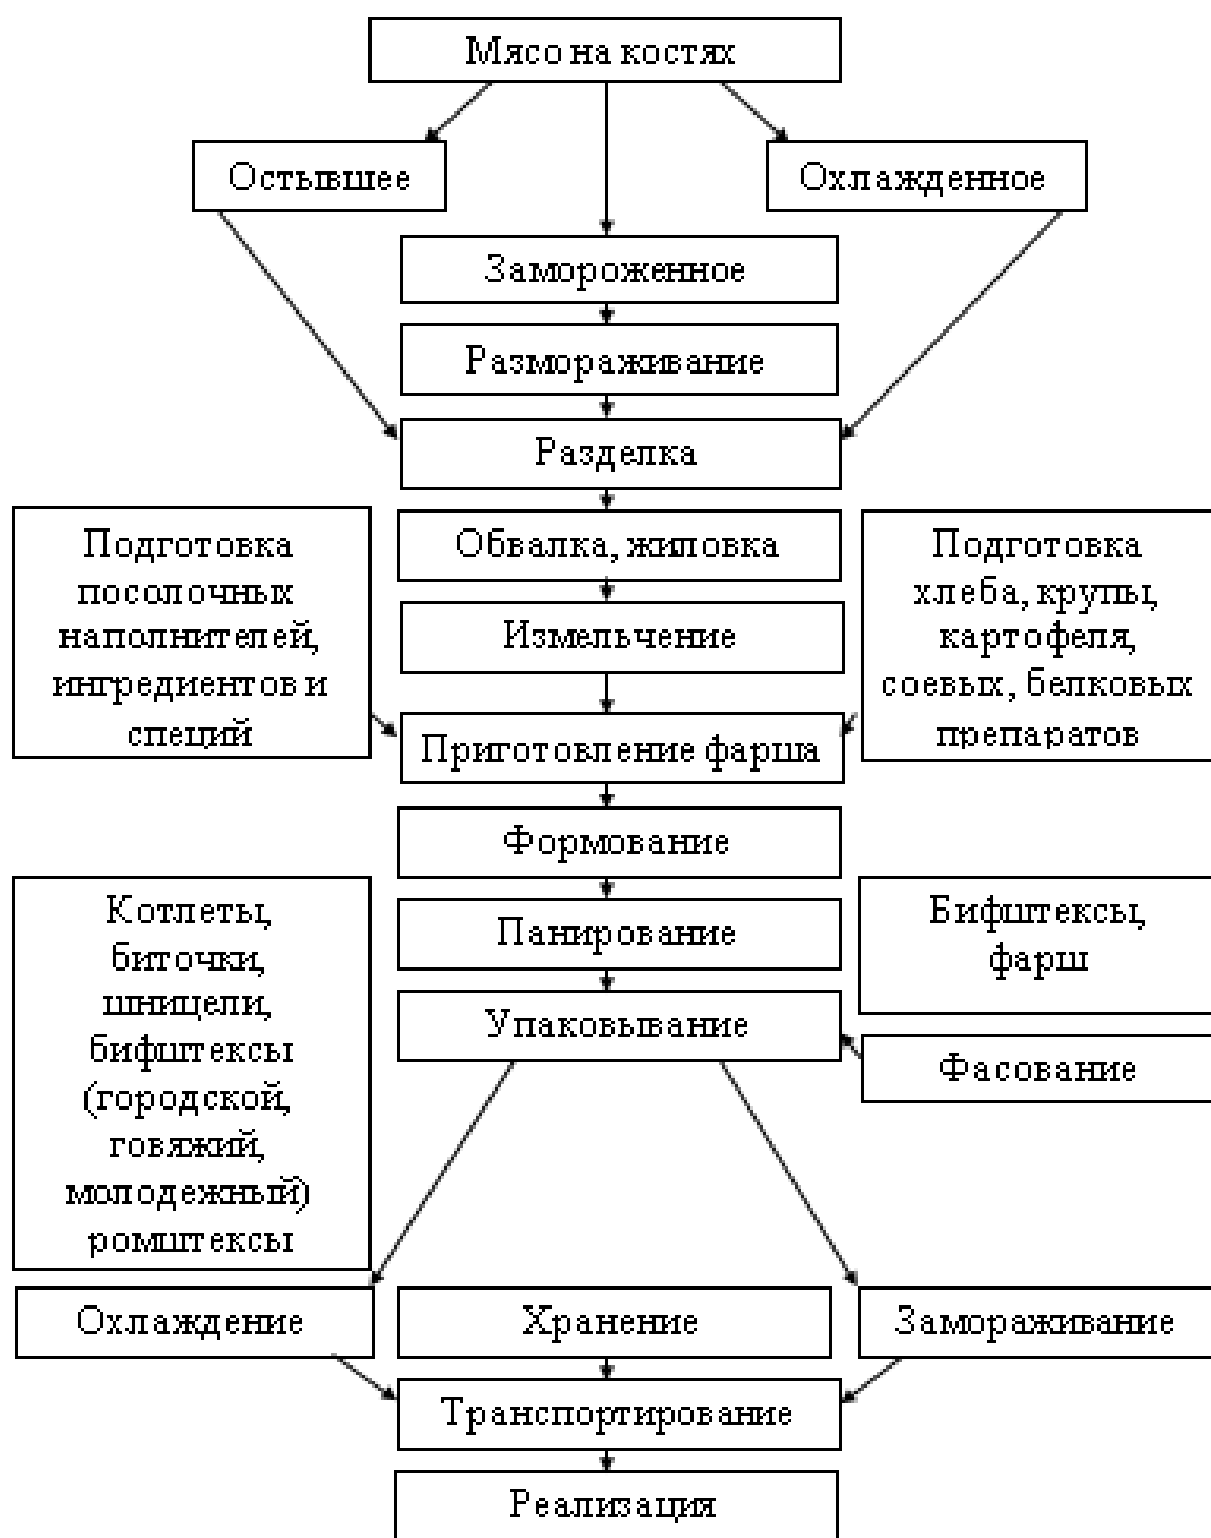 Мясо на костях
Остывшее
Охлажденное
Замороженное
Размораживание
Разделка
Подготовка
посолочных
наполнителей,
ингредиентов и
специй
Обвалка, жиловка
Подготовка
хлеба, крупы,
картофеля,
соевых, белковых
препаратов
Измельчение
Приготовление фарша
Формование
Котлеты,
биточки,
шницели,
бифштексы
(городской,
говяжий,
молодежный)
ромштексы
Панирование
Бифштексы,
фарш
Упаковывание
Фасование
Охлаждение
Хранение
Замораживание
Транспортирование
Реализация